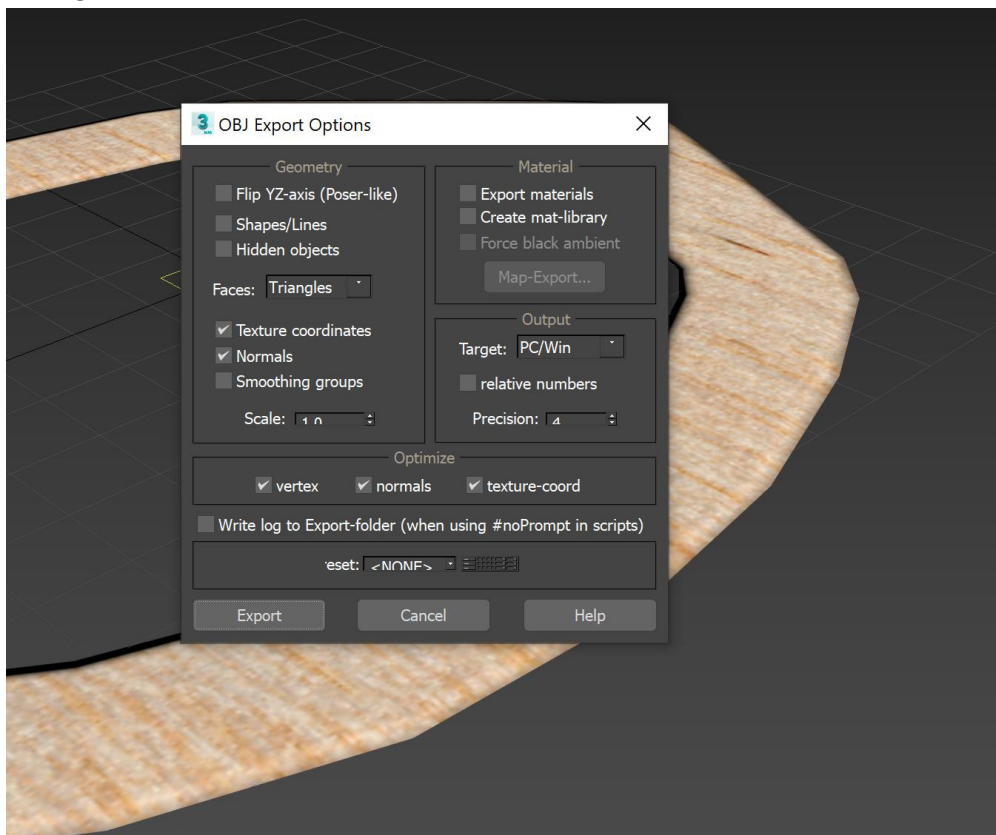 OBJ Export Options
Geometry
Flip YZ-axis (Poser-like)
Shapes/Lines
Hidden objects
Faces: Triangles
Texture coordinates
Normals
Smoothing groups
Scale: 1.0
Material
Export materials
Create mat-library
Force black ambient
Map-Export...
Output
Target: PC/Win
relative numbers
Precision: 4
Optimize
vertex normals texture-coord
Write log to Export-folder (when using #noPrompt in scripts)
reset: <NONE>
Export Cancel Help